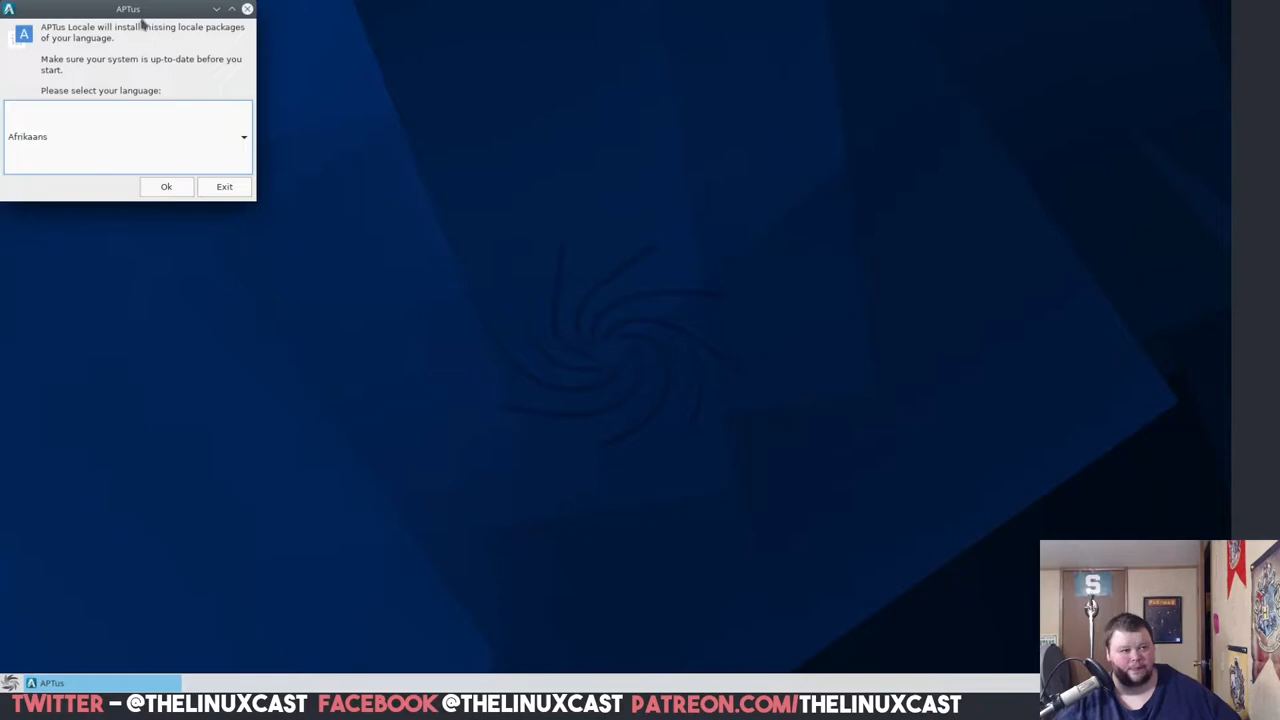 APTus
APTus Locale will install missing locale packages
of your language.
Make sure your system is up-to-date before you
start.
Please select your language:
Afrikaans
Ok
Exit
S
APTus
TWITTER – @THELINUXCAST FACEBOOK @THELINUXCAST PATREON.COM/THELINUXCAST